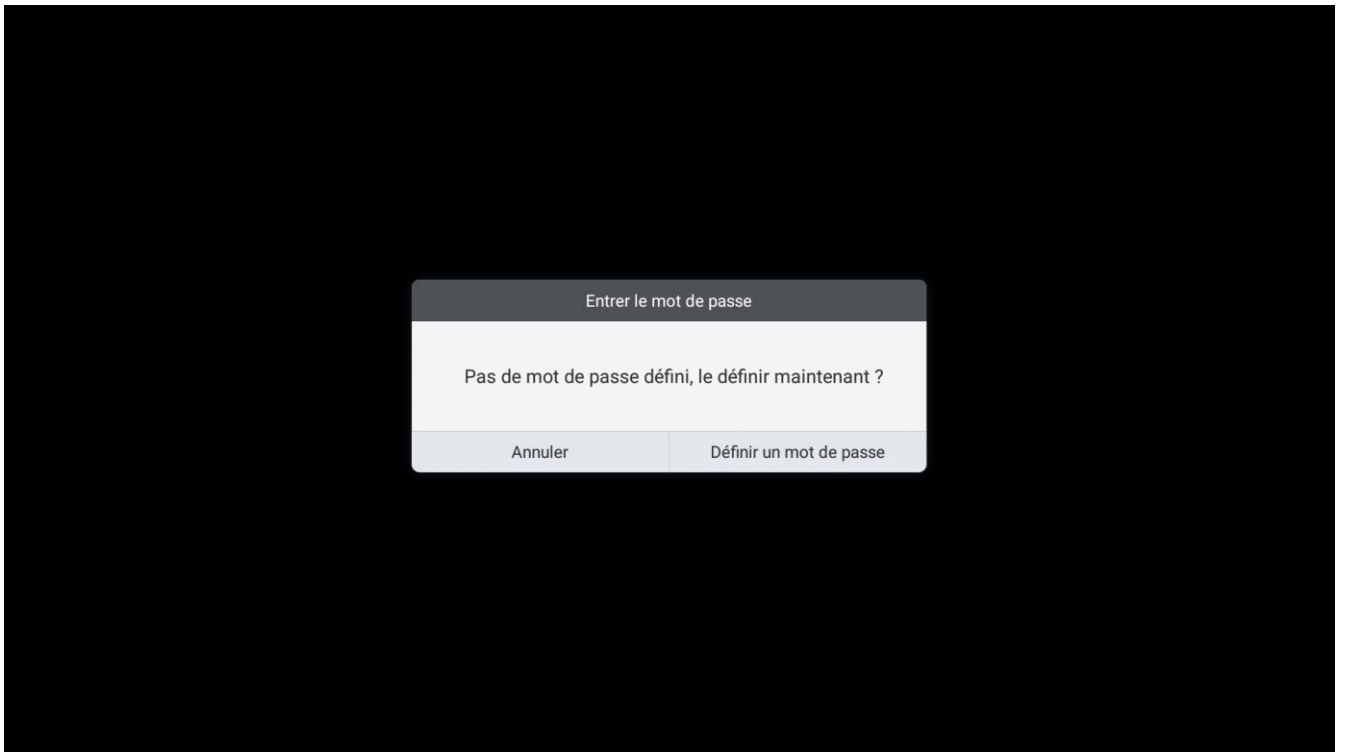 Entrer le mot de passe
Pas de mot de passe défini, le définir maintenant ?
Annuler
Définir un mot de passe